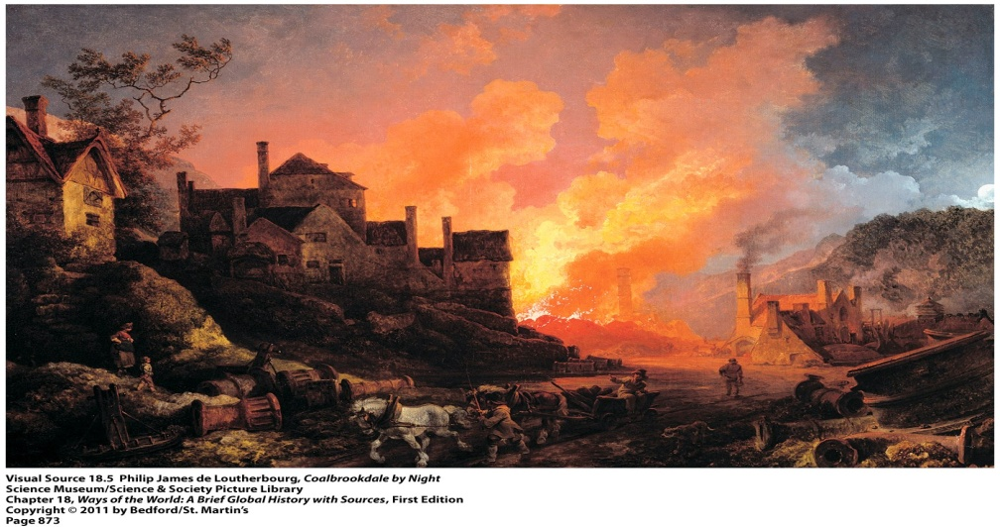 Visual Source 18.5 Philip James de Loutherbourg, Coalbrookdale by Night
Science Museum/Science & Society Picture Library
Chapter 18, Ways of the World: A Brief Global History with Sources, First Edition
Copyright © 2011 by Bedford/St. Martin's
Page 873